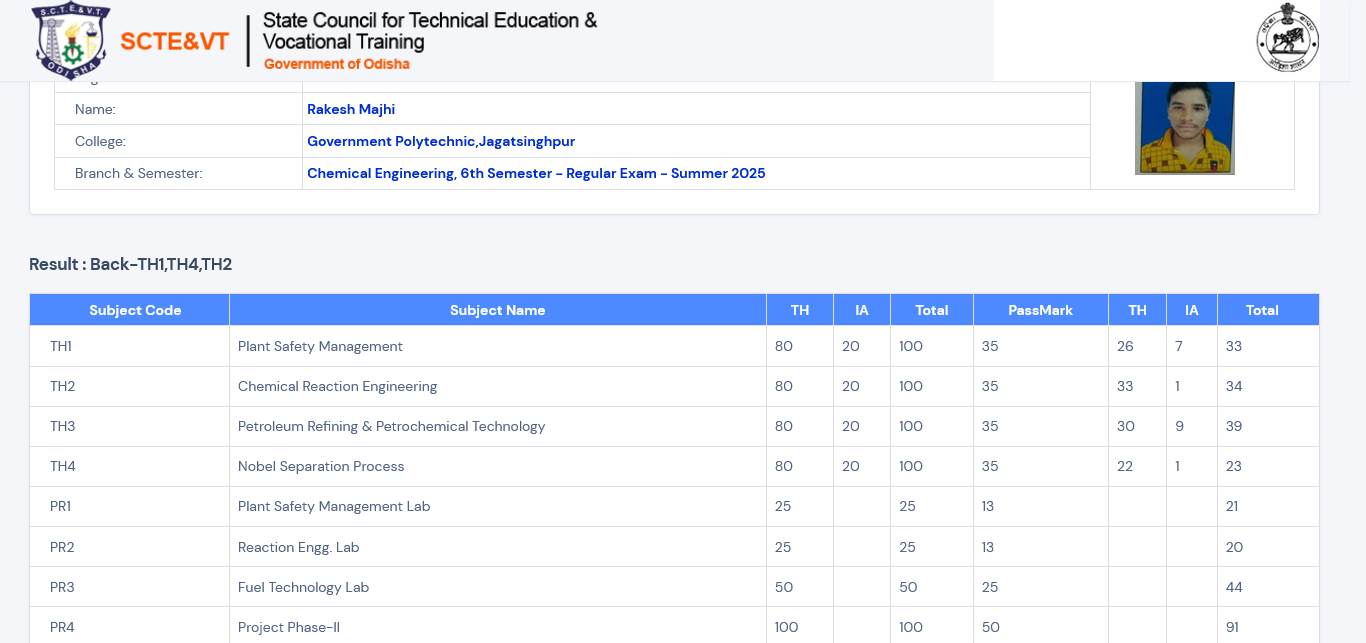 S.C.T.E.& V.T.
ODISHA
SCTE&VT
State Council for Technical Education &
Vocational Training
Government of Odisha
Name: Rakesh Majhi
College: Government Polytechnic,Jagatsinghpur
Branch & Semester: Chemical Engineering, 6th Semester - Regular Exam - Summer 2025
Result : Back-TH1,TH4,TH2
Subject Code Subject Name TH IA Total PassMark TH IA Total
TH1 Plant Safety Management 80 20 100 35 26 7 33
TH2 Chemical Reaction Engineering 80 20 100 35 33 1 34
TH3 Petroleum Refining & Petrochemical Technology 80 20 100 35 30 9 39
TH4 Nobel Separation Process 80 20 100 35 22 1 23
PR1 Plant Safety Management Lab 25 25 13 21
PR2 Reaction Engg. Lab 25 25 13 20
PR3 Fuel Technology Lab 50 50 25 44
PR4 Project Phase-II 100 100 50 91